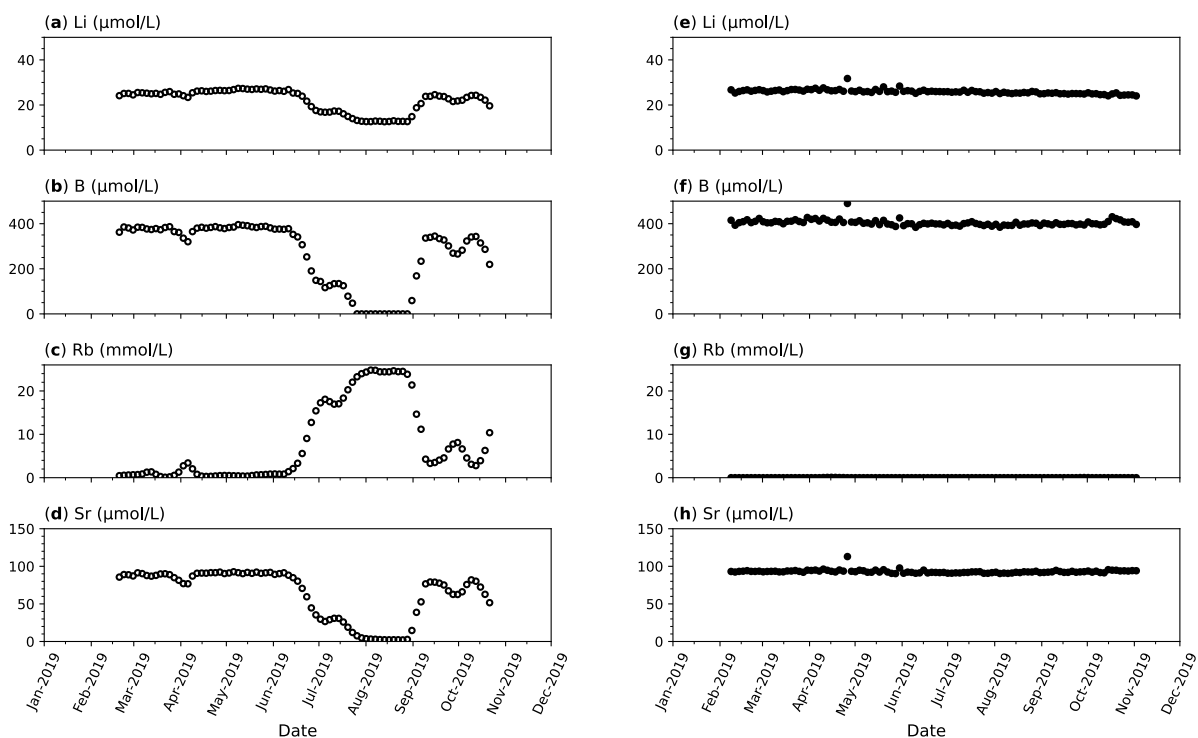 (a) Li (µmol/L)
40
20
0
(b) B (µmol/L)
400
200
0
(c) Rb (mmol/L)
20
10
0
(d) Sr (µmol/L)
150
100
50
0
Jan-2019
Feb-2019
Mar-2019
Apr-2019
May-2019
Jun-2019
Jul-2019
Aug-2019
Sep-2019
Oct-2019
Nov-2019
Dec-2019
Date
(e) Li (µmol/L)
40
20
0
(f) B (µmol/L)
400
200
0
(g) Rb (mmol/L)
20
10
0
(h) Sr (µmol/L)
150
100
50
0
Jan-2019
Feb-2019
Mar-2019
Apr-2019
May-2019
Jun-2019
Jul-2019
Aug-2019
Sep-2019
Oct-2019
Nov-2019
Dec-2019
Date